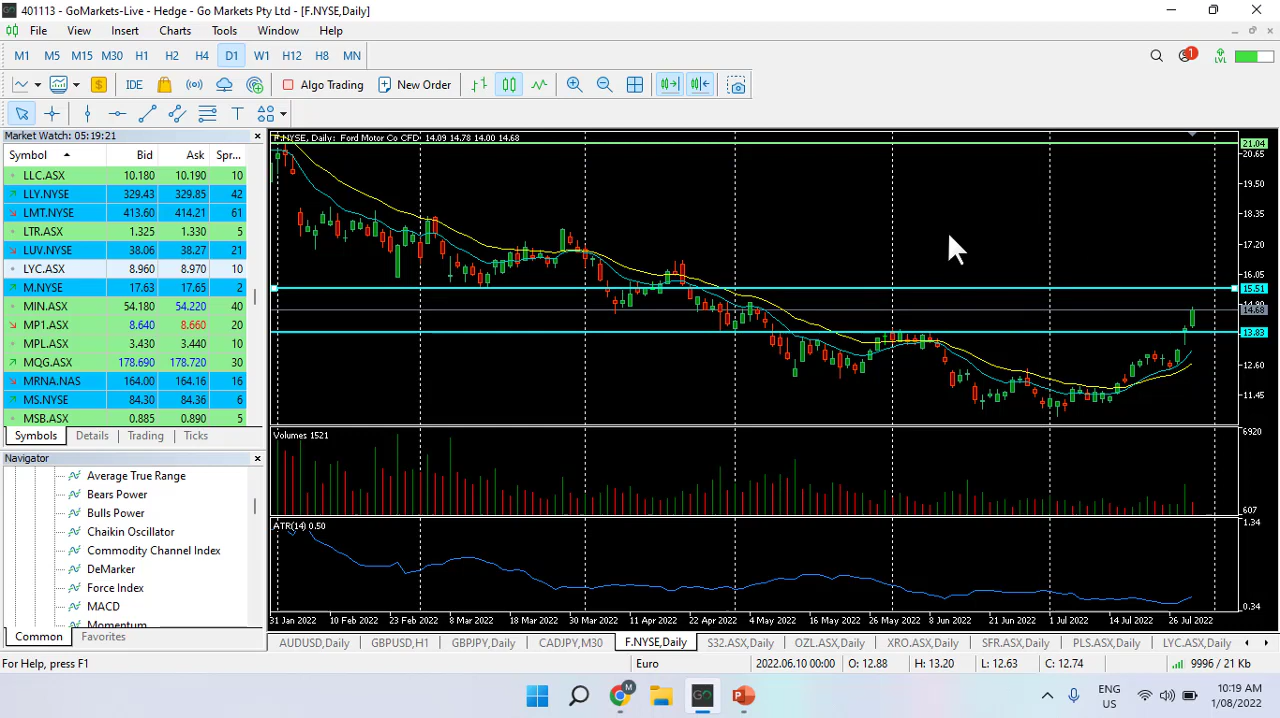 401113 - GoMarkets-Live - Hedge - Go Markets Pty Ltd - [F.NYSE,Daily]
File View Insert Charts Tools Window Help
M1 M5 M15 M30 H1 H2 H4 D1 W1 H12 H8 MN
1
LVL
$ IDE Algo Trading New Order
T
Market Watch: 05:19:21
Symbol Bid Ask Spr...
LLC.ASX 10.180 10.190 10
LLY.NYSE 329.43 329.85 42
LMT.NYSE 413.60 414.21 61
LTR.ASX 1.325 1.330 5
LUV.NYSE 38.06 38.27 21
LYC.ASX 8.960 8.970 10
M.NYSE 17.63 17.65 2
MIN.ASX 54.180 54.220 40
MP1.ASX 8.640 8.660 20
MPL.ASX 3.430 3.440 10
MQG.ASX 178.690 178.720 30
MRNA.NAS 164.00 164.16 16
MS.NYSE 84.30 84.36 6
MSB.ASX 0.885 0.890 5
Symbols Details Trading Ticks
Navigator
Average True Range
Bears Power
Bulls Power
Chaikin Oscillator
Commodity Channel Index
DeMarker
Force Index
MACD
Momentum
Common Favorites
F.NYSE, Daily: Ford Motor Co CFD 14.09 14.78 14.00 14.68
21.04
20.65
19.50
18.35
17.20
16.05
15.51
14.90
14.68
13.83
12.60
11.45
Volumes 1521
6920
607
ATR(14) 0.50
1.34
0.34
31 Jan 2022 10 Feb 2022 23 Feb 2022 8 Mar 2022 18 Mar 2022 30 Mar 2022 11 Apr 2022 22 Apr 2022 4 May 2022 16 May 2022 26 May 2022 8 Jun 2022 21 Jun 2022 1 Jul 2022 14 Jul 2022 26 Jul 2022
AUDUSD,Daily GBPUSD,H1 GBPJPY,Daily CADJPY,M30 F.NYSE,Daily S32.ASX,Daily OZL.ASX,Daily XRO.ASX,Daily SFR.ASX,Daily PLS.ASX,Daily LYC.ASX,Daily
For Help, press F1 Euro 2022.06.10 00:00 O: 12.88 H: 13.20 L: 12.63 C: 12.74 9996 / 21 Kb
M
GO
P
ENG
US
10:19 AM
1/08/2022